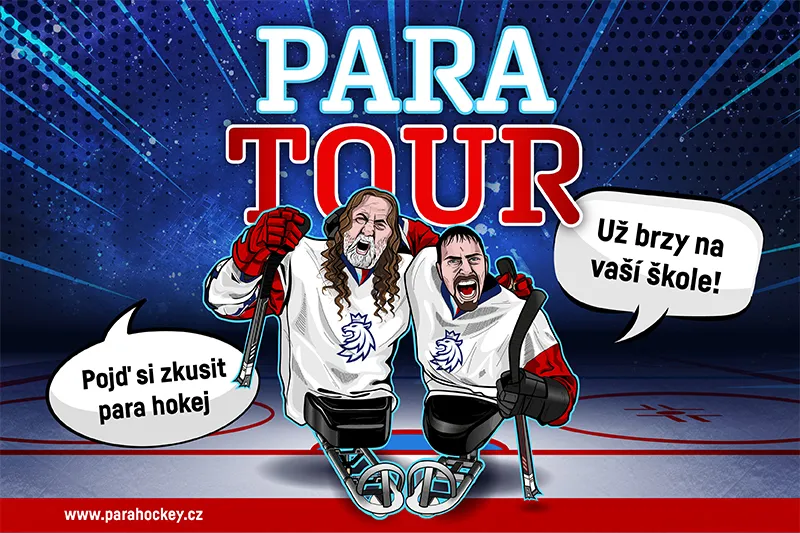 PARA
TOUR
Už brzy na
vaší škole!
Pojď si zkusit
para hokej
www.parahockey.cz